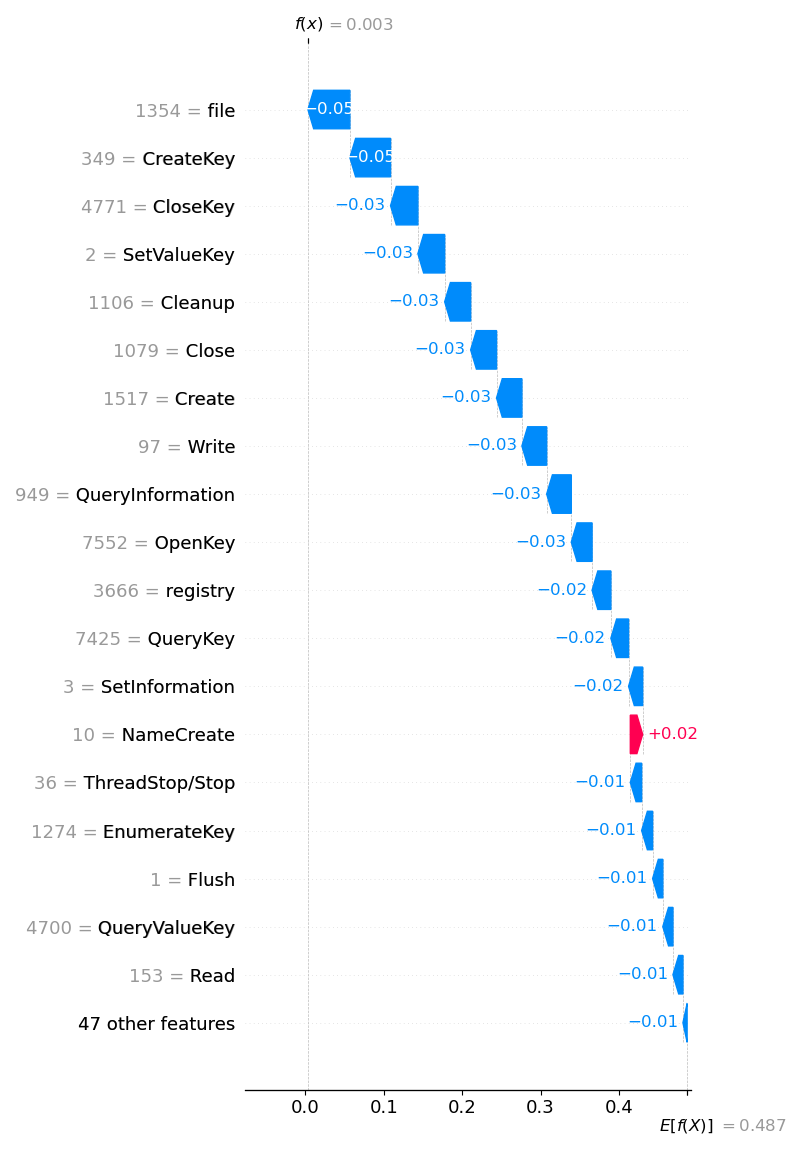 f(x) = 0.003
1354 = file −0.05
349 = CreateKey −0.05
4771 = CloseKey −0.03
2 = SetValueKey −0.03
1106 = Cleanup −0.03
1079 = Close −0.03
1517 = Create −0.03
97 = Write −0.03
949 = QueryInformation −0.03
7552 = OpenKey −0.03
3666 = registry −0.02
7425 = QueryKey −0.02
3 = SetInformation −0.02
10 = NameCreate +0.02
36 = ThreadStop/Stop −0.01
1274 = EnumerateKey −0.01
1 = Flush −0.01
4700 = QueryValueKey −0.01
153 = Read −0.01
47 other features −0.01
0.0 0.1 0.2 0.3 0.4
E[f(X)] = 0.487